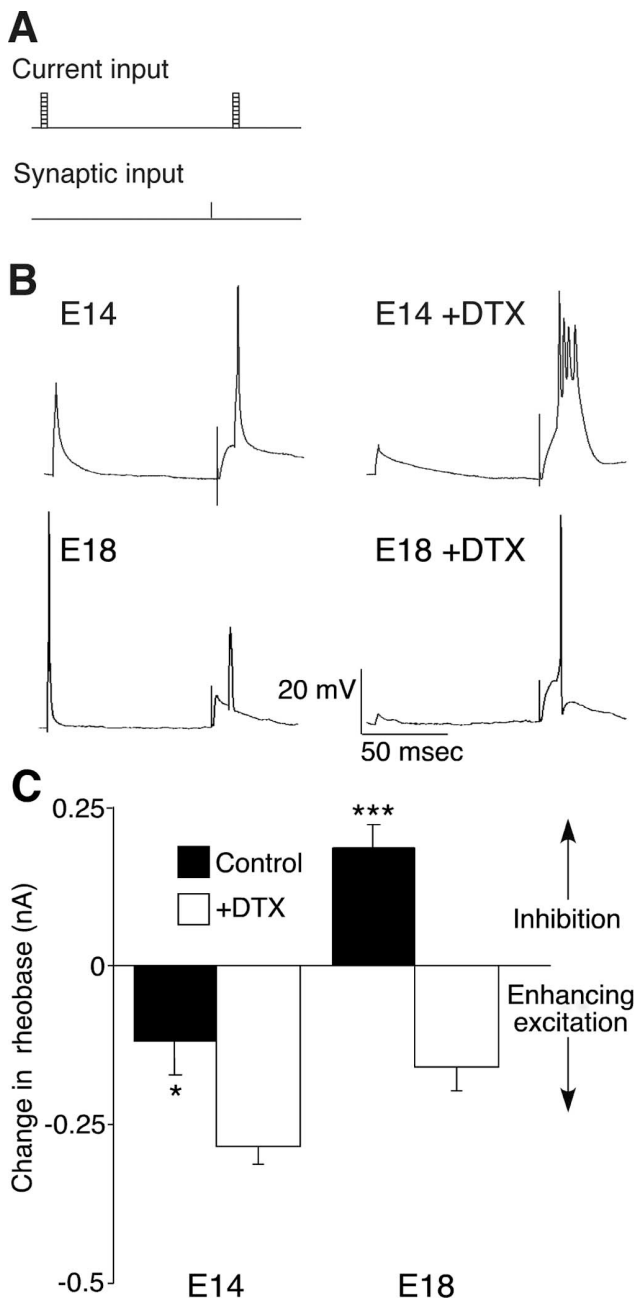 A
Current input
Synaptic input
B
E14
E14 +DTX
E18
E18 +DTX
20 mV
50 msec
C
0.25
***
Control
+DTX
Inhibition
0
Enhancing
excitation
Change in rheobase (nA)
*
-0.25
-0.5
E14
E18